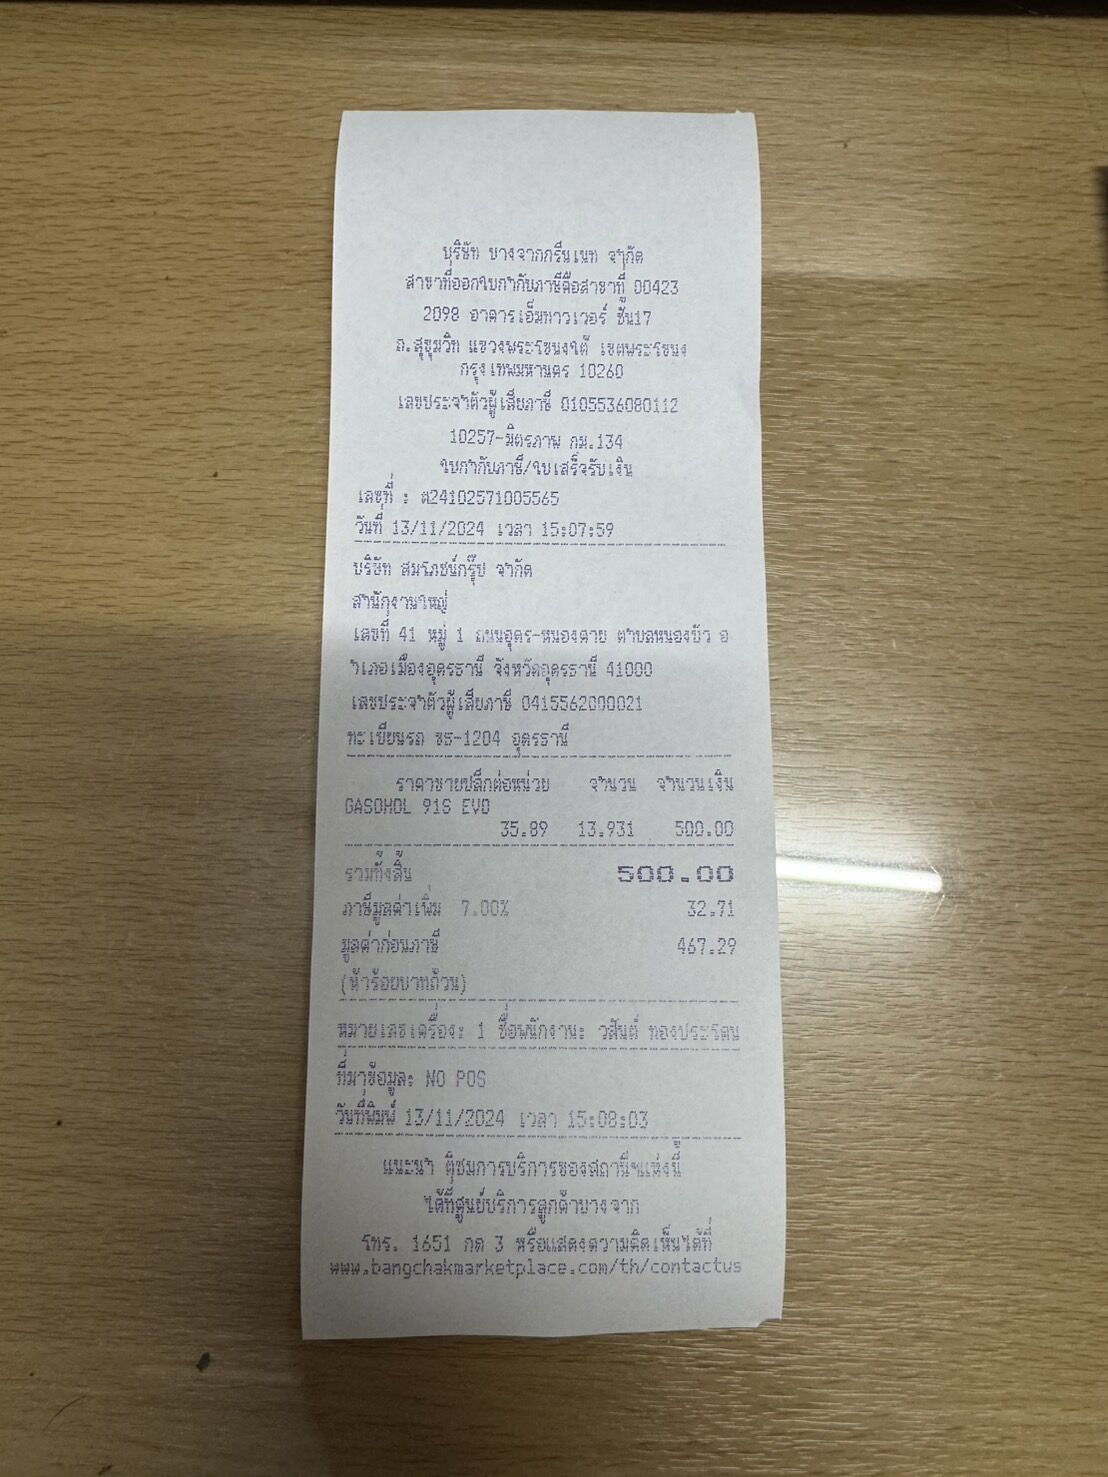 บริษัท บางจากกรีนเนท จำกัด
สาขาที่ออกใบกำกับภาษีคือสาขาที่ 00423
2098 อาคารเอ็มทาวเวอร์ ชั้น17
ถ.สุขุมวิท แขวงพระโขนงใต้ เขตพระโขนง
กรุงเทพมหานคร 10260
เลขประจำตัวผู้เสียภาษี 0105536080112
10257-มิตรภาพ กม.134
ใบกำกับภาษี/ใบเสร็จรับเงิน
เลขที่ : ต24102571005565
วันที่ 13/11/2024 เวลา 15:07:59
บริษัท สมโภชน์กรุ๊ป จำกัด
สำนักงานใหญ่
เลขที่ 41 หมู่ 1 ถนนอุดร-หนองคาย ตำบลหนองบัว อ
ำเภอเมืองอุดรธานี จังหวัดอุดรธานี 41000
เลขประจำตัวผู้เสียภาษี 0415562000021
ทะเบียนรถ ขธ-1204 อุดรธานี
ราคาขายปลีกต่อหน่วย จำนวน จำนวนเงิน
GASOHOL 91S EVO
35.89 13.931 500.00
รวมทั้งสิ้น 500.00
ภาษีมูลค่าเพิ่ม 7.00% 32.71
มูลค่าก่อนภาษี 467.29
(ห้าร้อยบาทถ้วน)
หมายเลขเครื่อง: 1 ชื่อพนักงาน: วสันต์ ทองประโคน
ที่มาข้อมูล: NO POS
วันที่พิมพ์ 13/11/2024 เวลา 15:08:03
แนะนำ ติชมการบริการของสถานีฯแห่งนี้
ได้ที่ศูนย์บริการลูกค้าบางจาก
โทร. 1651 กด 3 หรือแสดงความคิดเห็นได้ที่
www.bangchakmarketplace.com/th/contactus